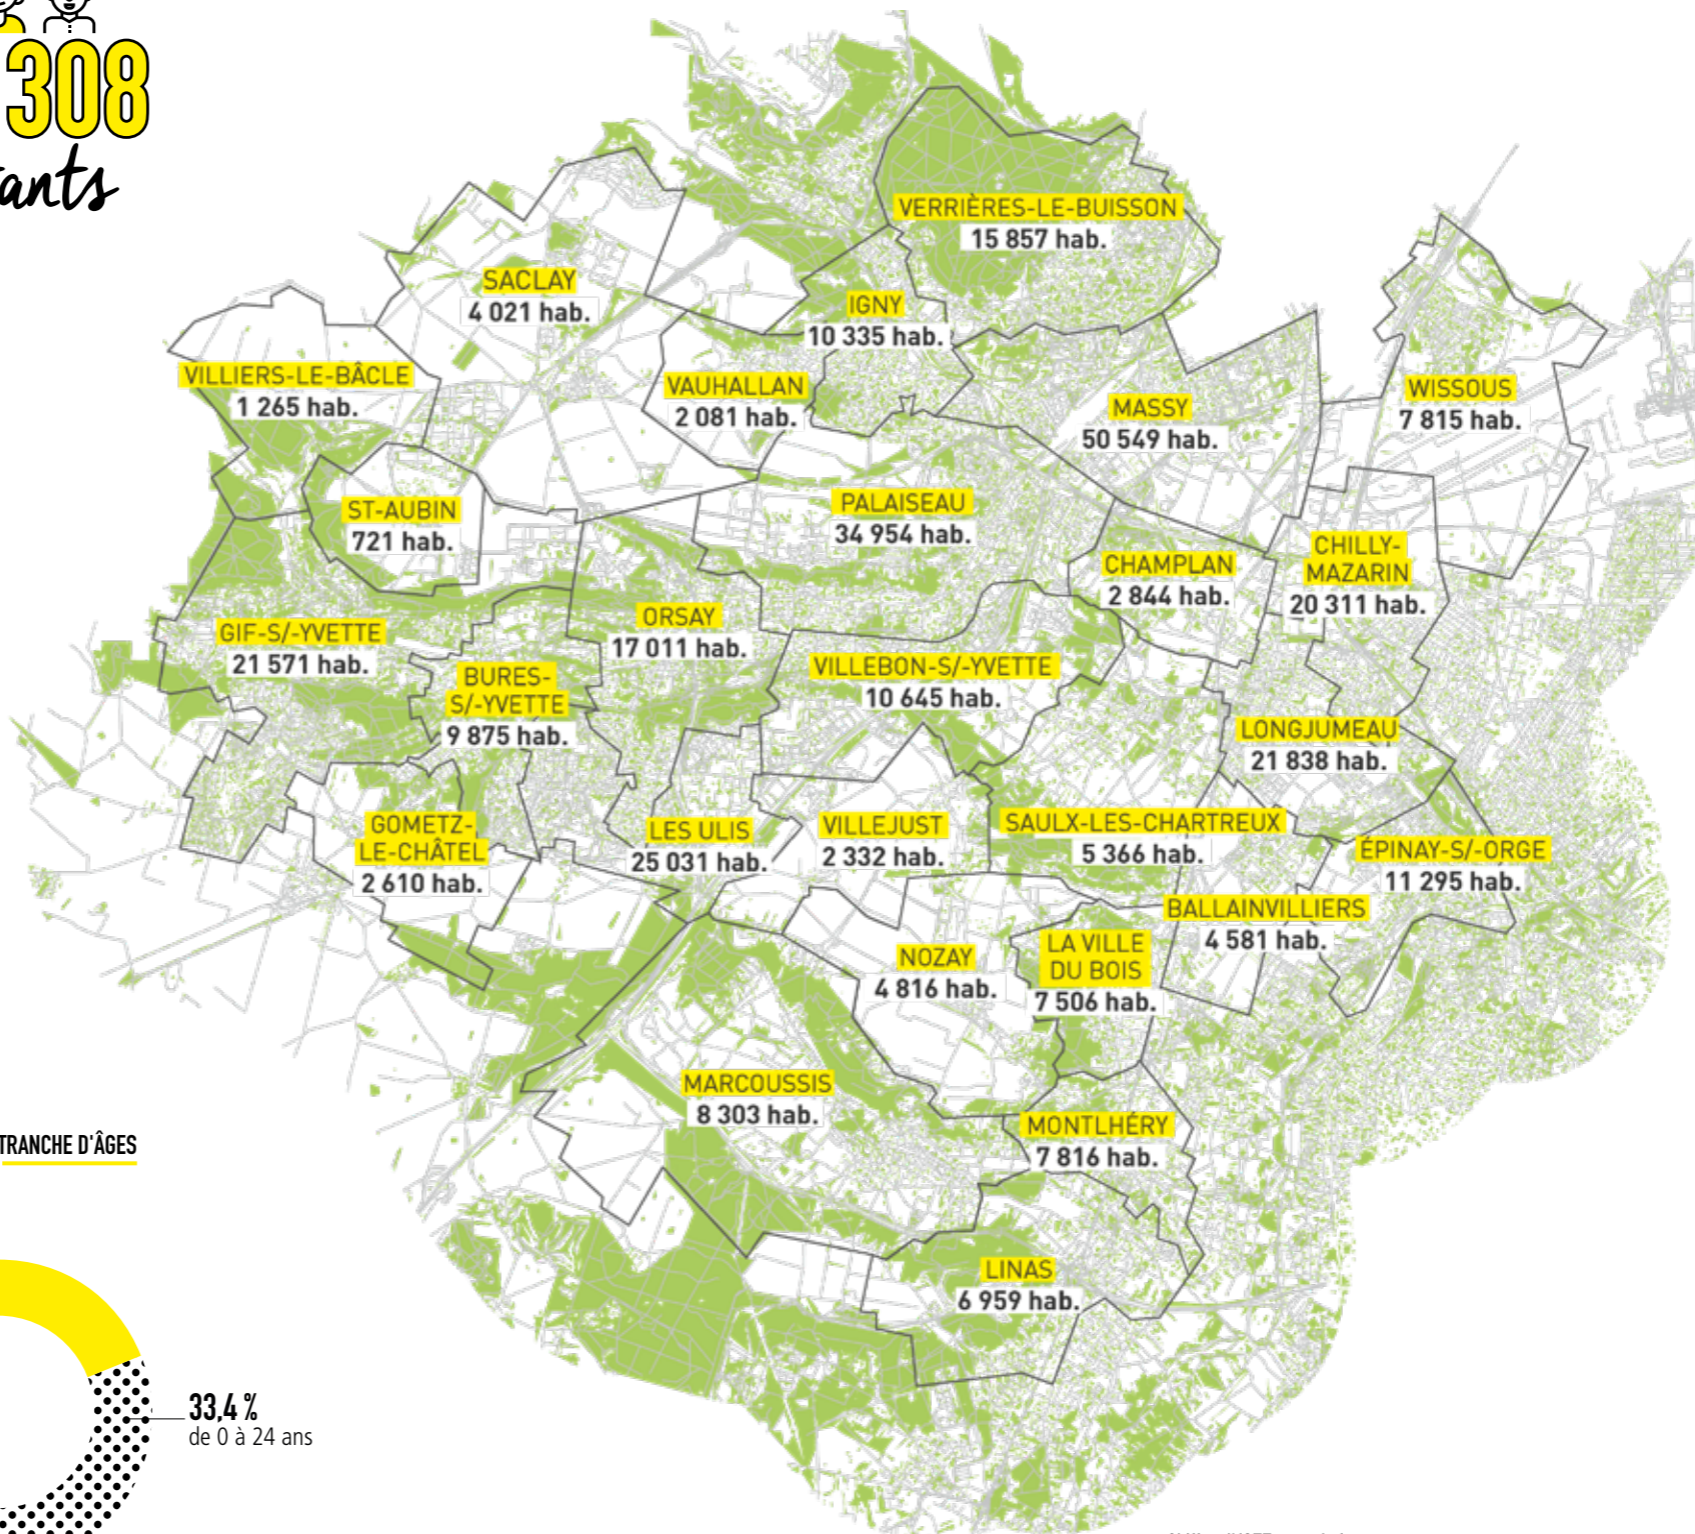 308
VERRIÈRES-LE-BUISSON
15 857 hab.
SACLAY
4 021 hab.
IGNY
10 335 hab.
VILLIERS-LE-BÂCLE
1 265 hab.
VAUHALLAN
2 081 hab.
MASSY
50 549 hab.
WISSOUS
7 815 hab.
ST-AUBIN
721 hab.
PALAISEAU
34 954 hab.
CHAMPLAN
2 844 hab.
CHILLY-
MAZARIN
20 311 hab.
GIF-S/-YVETTE
21 571 hab.
ORSAY
17 011 hab.
BURES-
S/-YVETTE
9 875 hab.
VILLEBON-S/-YVETTE
10 645 hab.
LONGJUMEAU
21 838 hab.
GOMETZ-
LE-CHÂTEL
2 610 hab.
LES ULIS
25 031 hab.
VILLEJUST
2 332 hab.
SAULX-LES-CHARTREUX
5 366 hab.
ÉPINAY-S/-ORGE
11 295 hab.
BALLAINVILLIERS
4 581 hab.
NOZAY
4 816 hab.
LA VILLE
DU BOIS
7 506 hab.
MARCOUSSIS
8 303 hab.
MONTLHÉRY
7 816 hab.
LINAS
6 959 hab.
TRANCHE D'ÂGES
33,4 %
de 0 à 24 ans